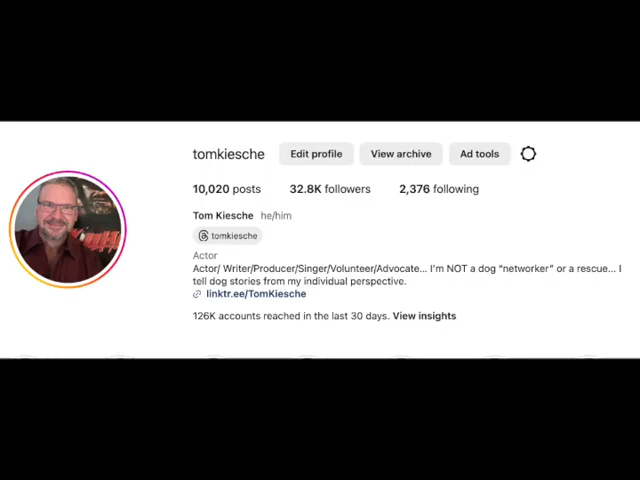 tomkiesche Edit profile View archive Ad tools
10,020 posts 32.8K followers 2,376 following
Tom Kiesche he/him
tomkiesche
Actor
Actor/ Writer/Producer/Singer/Volunteer/Advocate... I'm NOT a dog “networker” or a rescue... I
tell dog stories from my individual perspective.
linktr.ee/TomKiesche
126K accounts reached in the last 30 days. View insights